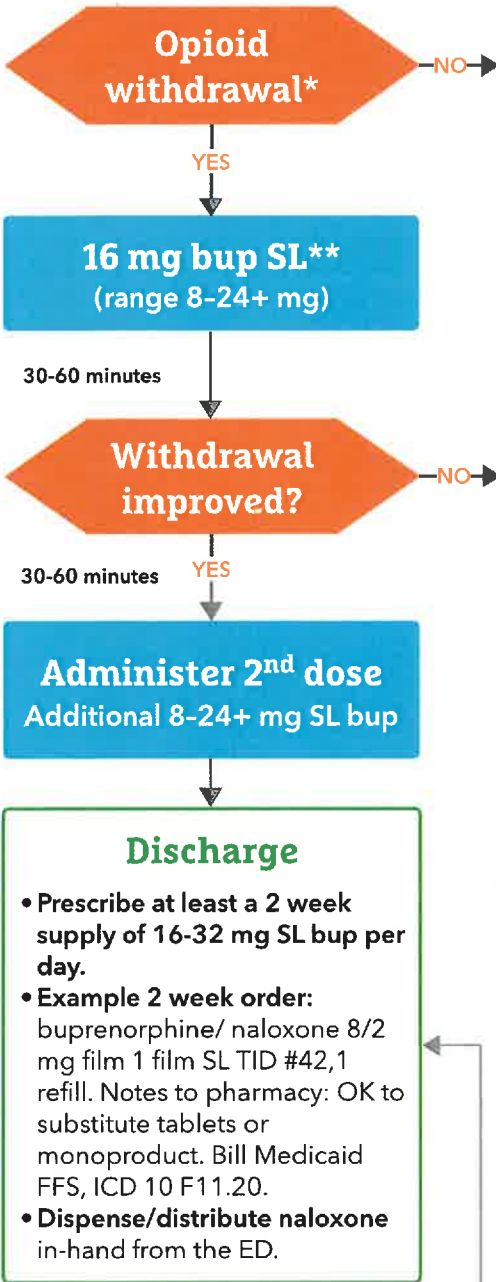 Opioid
withdrawal*
NO
YES
16 mg bup SL**
(range 8–24+ mg)
30-60 minutes
Withdrawal
improved?
NO
30-60 minutes
YES
Administer 2nd dose
Additional 8–24+ mg SL bup
Discharge
• Prescribe at least a 2 week
supply of 16-32 mg SL bup per
day.
• Example 2 week order:
buprenorphine/ naloxone 8/2
mg film 1 film SL TID #42,1
refill. Notes to pharmacy: OK to
substitute tablets or
monoproduct. Bill Medicaid
FFS, ICD 10 F11.20.
• Dispense/distribute naloxone
in-hand from the ED.